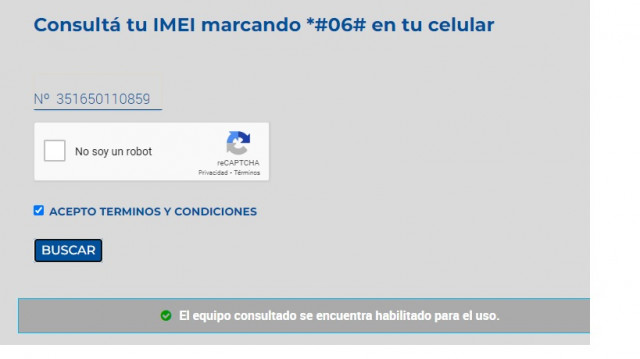 Consultá tu IMEI marcando *#06# en tu celular
Nº 351650110859
No soy un robot
reCAPTCHA
Privacidad - Términos
ACEPTO TERMINOS Y CONDICIONES
BUSCAR
El equipo consultado se encuentra habilitado para el uso.